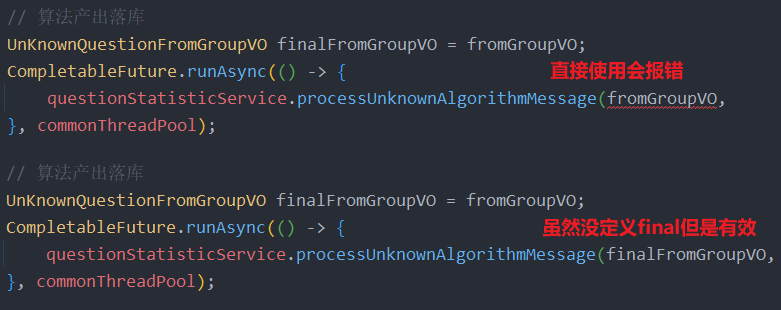 // 算法产出落库
UnKnownQuestionFromGroupVO finalFromGroupVO = fromGroupVO;
CompletableFuture.runAsync(() -> {
直接使用会报错
questionStatisticService.processUnknownAlgorithmMessage(fromGroupVO,
}, commonThreadPool);
// 算法产出落库
UnKnownQuestionFromGroupVO finalFromGroupVO = fromGroupVO;
CompletableFuture.runAsync(() -> {
虽然没定义final但是有效
questionStatisticService.processUnknownAlgorithmMessage(finalFromGroupVO,
}, commonThreadPool);